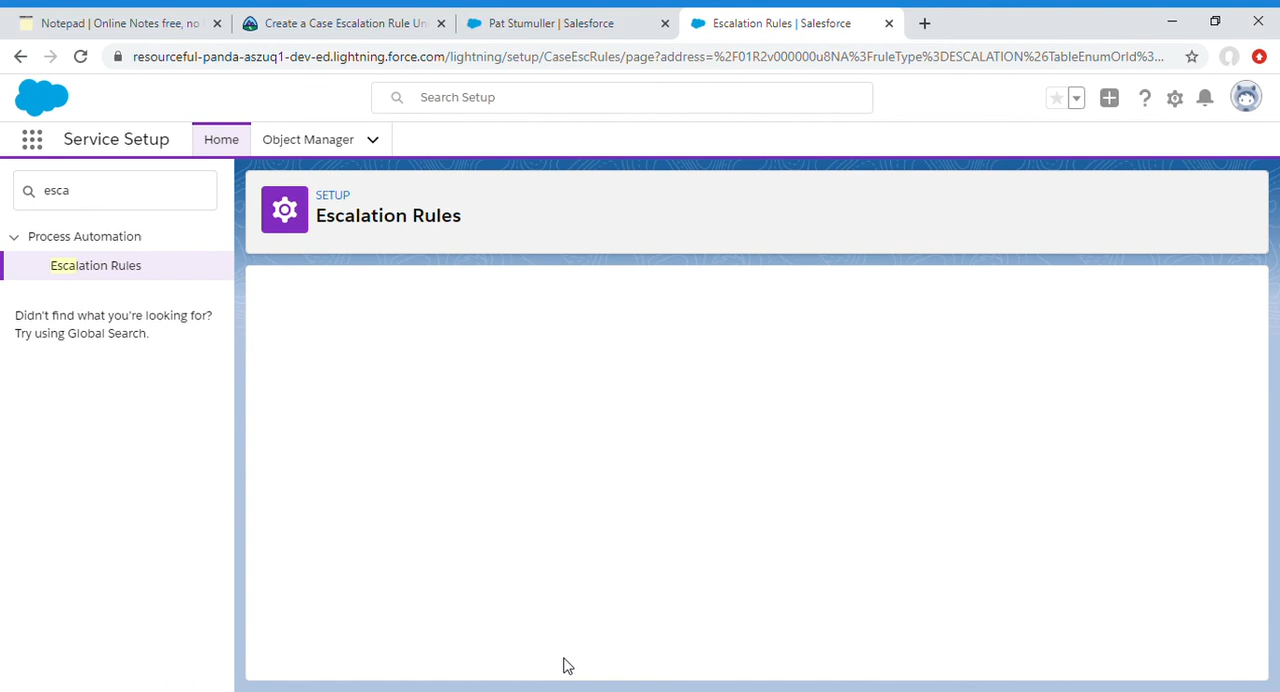 Notepad | Online Notes free, no
Create a Case Escalation Rule Un
Pat Stumuller | Salesforce
Escalation Rules | Salesforce
resourceful-panda-aszuq1-dev-ed.lightning.force.com/lightning/setup/CaseEscRules/page?address=%2F01R2v000000u8NA%3FruleType%3DESCALATION%26TableEnumOrId%3...
Search Setup
Service Setup
Home
Object Manager
esca
Process Automation
Escalation Rules
Didn't find what you're looking for?
Try using Global Search.
SETUP
Escalation Rules